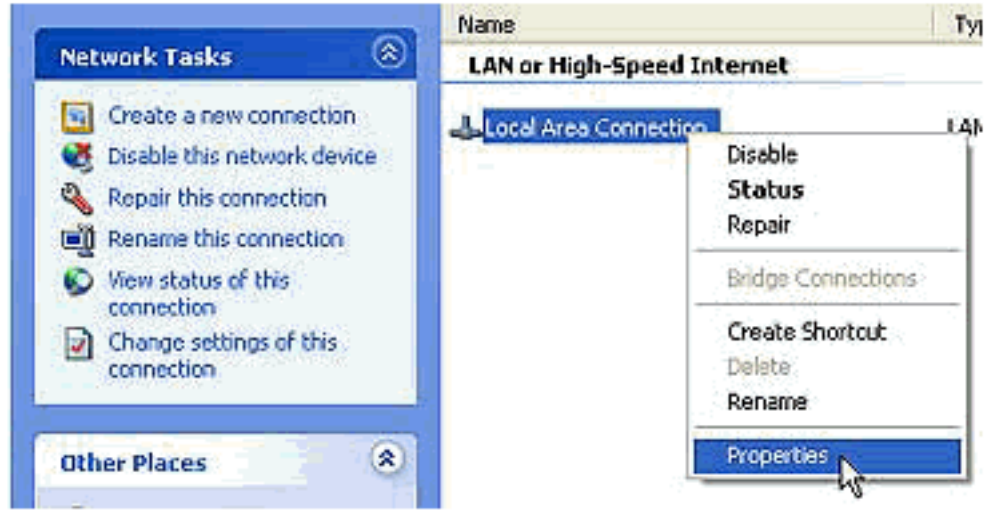 Network Tasks
Create a new connection
Disable this network device
Repair this connection
Rename this connection
View status of this
connection
Change settings of this
connection
Other Places
Name
LAN or High-Speed Internet
Local Area Connection
Disable
Status
Repair
Bridge Connections
Create Shortcut
Delete
Rename
Properties